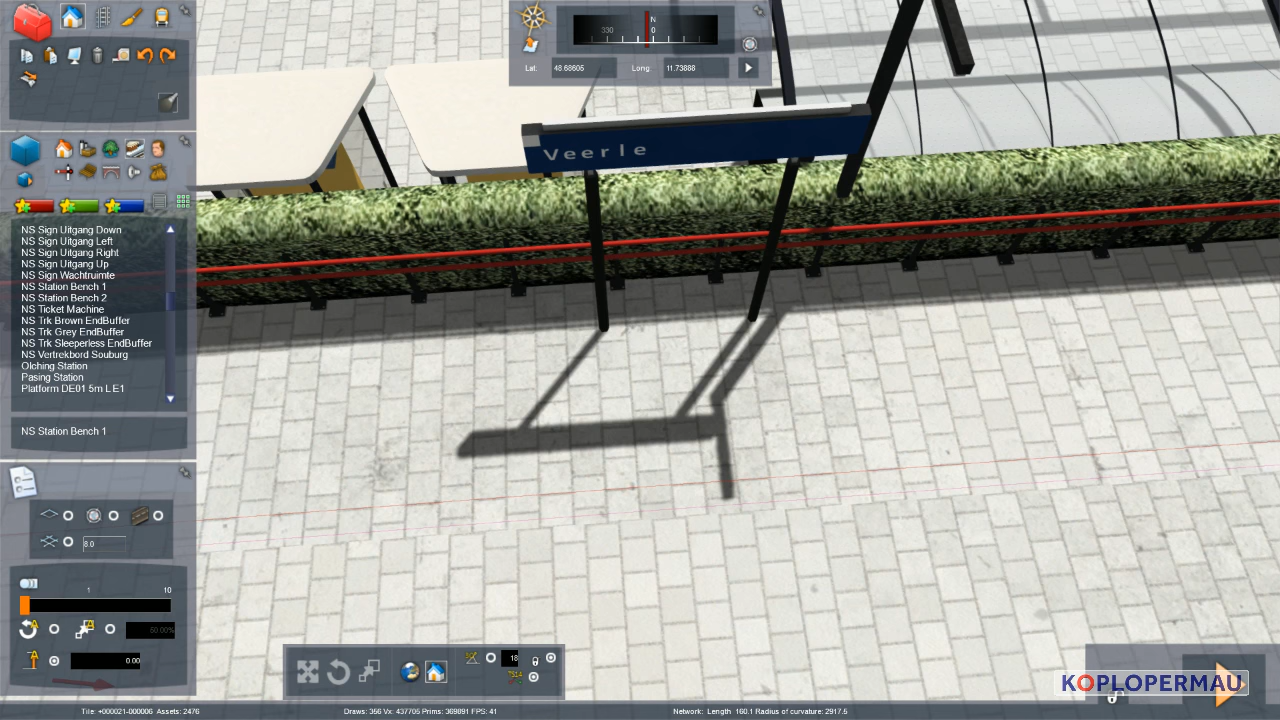 N
330
0
Lat:
48.68605
Long:
11.73888
Veerle
NS Sign Uitgang Down
NS Sign Uitgang Left
NS Sign Uitgang Right
NS Sign Uitgang Up
NS Sign Wachtruimte
NS Station Bench 1
NS Station Bench 2
NS Ticket Machine
NS Trk Brown EndBuffer
NS Trk Grey EndBuffer
NS Trk Sleeperless EndBuffer
NS Vertrekbord Souburg
Olching Station
Pasing Station
Platform DE01 5m L E1
NS Station Bench 1
8.0
1 10
50.00%
0.00
18
KOPLOPERMAU
Tile: +000021-000006 Assets: 2476
Draws: 356 Vx: 437705 Prims: 369891 FPS: 41
Network: Length 160.1 Radius of curvature: 2917.5